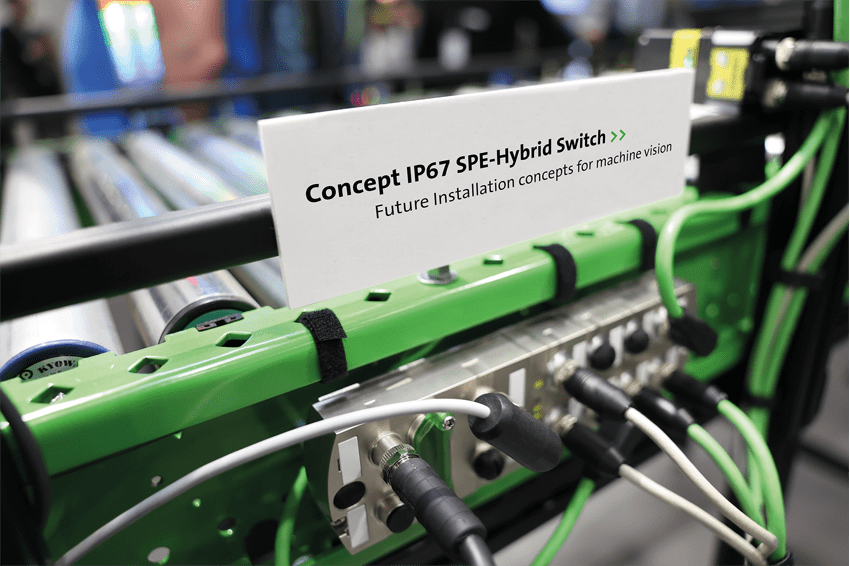 Concept IP67 SPE-Hybrid Switch >>
Future Installation concepts for machine vision